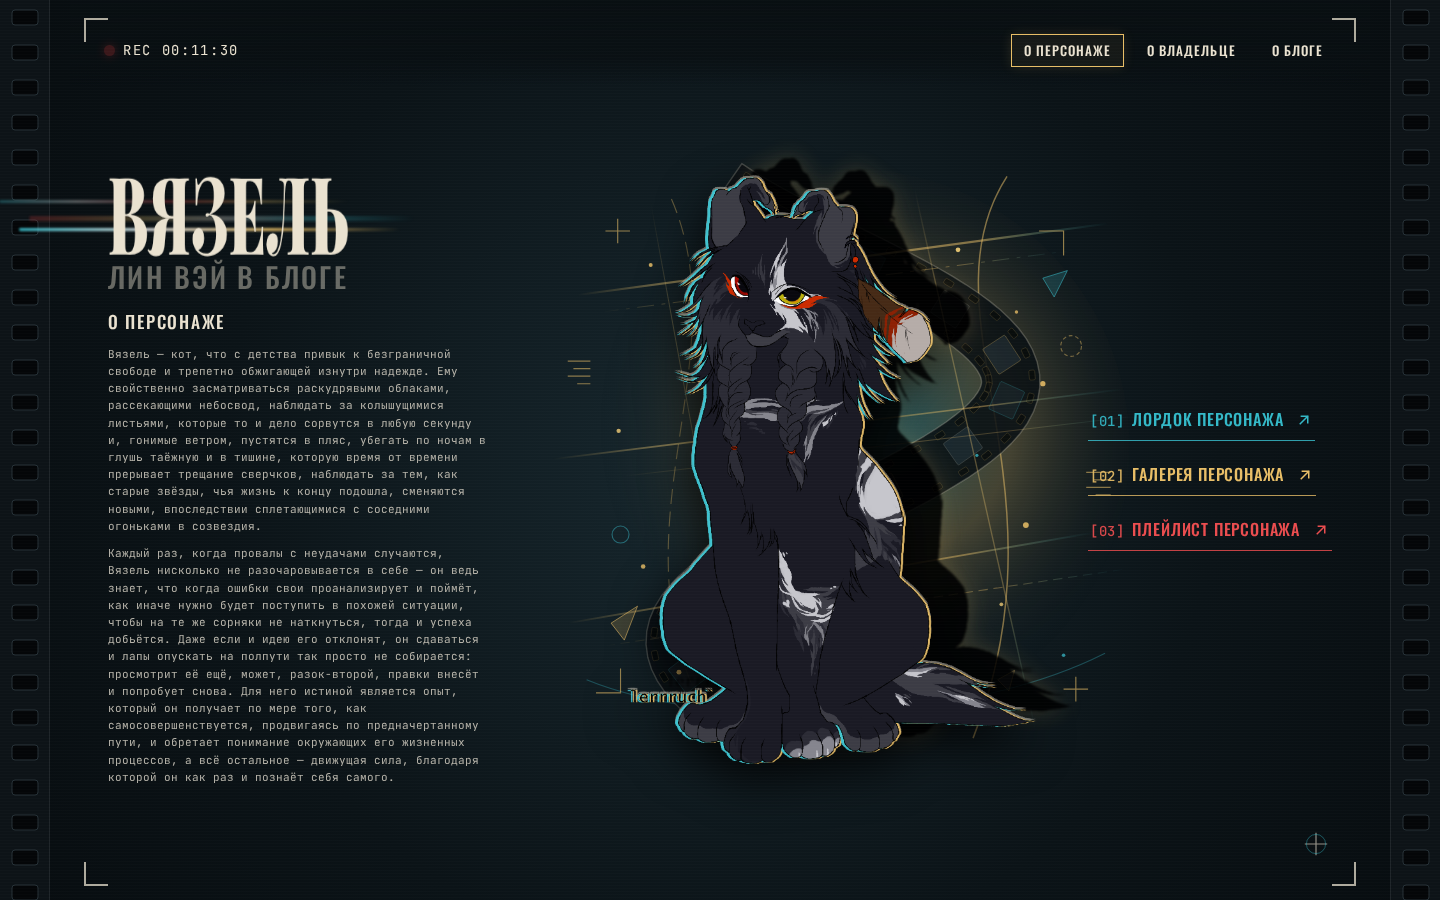 REC 00:11:30
О ПЕРСОНАЖЕ
О ВЛАДЕЛЬЦЕ
О БЛОГЕ
ВЯЗЕЛЬ
ЛИН ВЭЙ В БЛОГЕ
О ПЕРСОНАЖЕ
Вязель — кот, что с детства привык к безграничной
свободе и трепетно обжигающей изнутри надежде. Ему
свойственно засматриваться раскудрявыми облаками,
рассекающими небосвод, наблюдать за колышущимися
листьями, которые то и дело сорвутся в любую секунду
и, гонимые ветром, пустятся в пляс, убегать по ночам в
глушь таёжную и в тишине, которую время от времени
прерывает трещание сверчков, наблюдать за тем, как
старые звёзды, чья жизнь к концу подошла, сменяются
новыми, впоследствии сплетающимися с соседними
огоньками в созвездия.
Каждый раз, когда провалы с неудачами случаются,
Вязель нисколько не разочаровывается в себе — он ведь
знает, что когда ошибки свои проанализирует и поймёт,
как иначе нужно будет поступить в похожей ситуации,
чтобы на те же сорняки не наткнуться, тогда и успеха
добьётся. Даже если и идею его отклонят, он сдаваться
и лапы опускать на полпути так просто не собирается:
просмотрит её ещё, может, разок-второй, правки внесёт
и попробует снова. Для него истиной является опыт,
который он получает по мере того, как
самосовершенствуется, продвигаясь по предначертанному
пути, и обретает понимание окружающих его жизненных
процессов, а всё остальное — движущая сила, благодаря
которой он как раз и познаёт себя самого.
[01] ЛОРДОК ПЕРСОНАЖА
[02] ГАЛЕРЕЯ ПЕРСОНАЖА
[03] ПЛЕЙЛИСТ ПЕРСОНАЖА